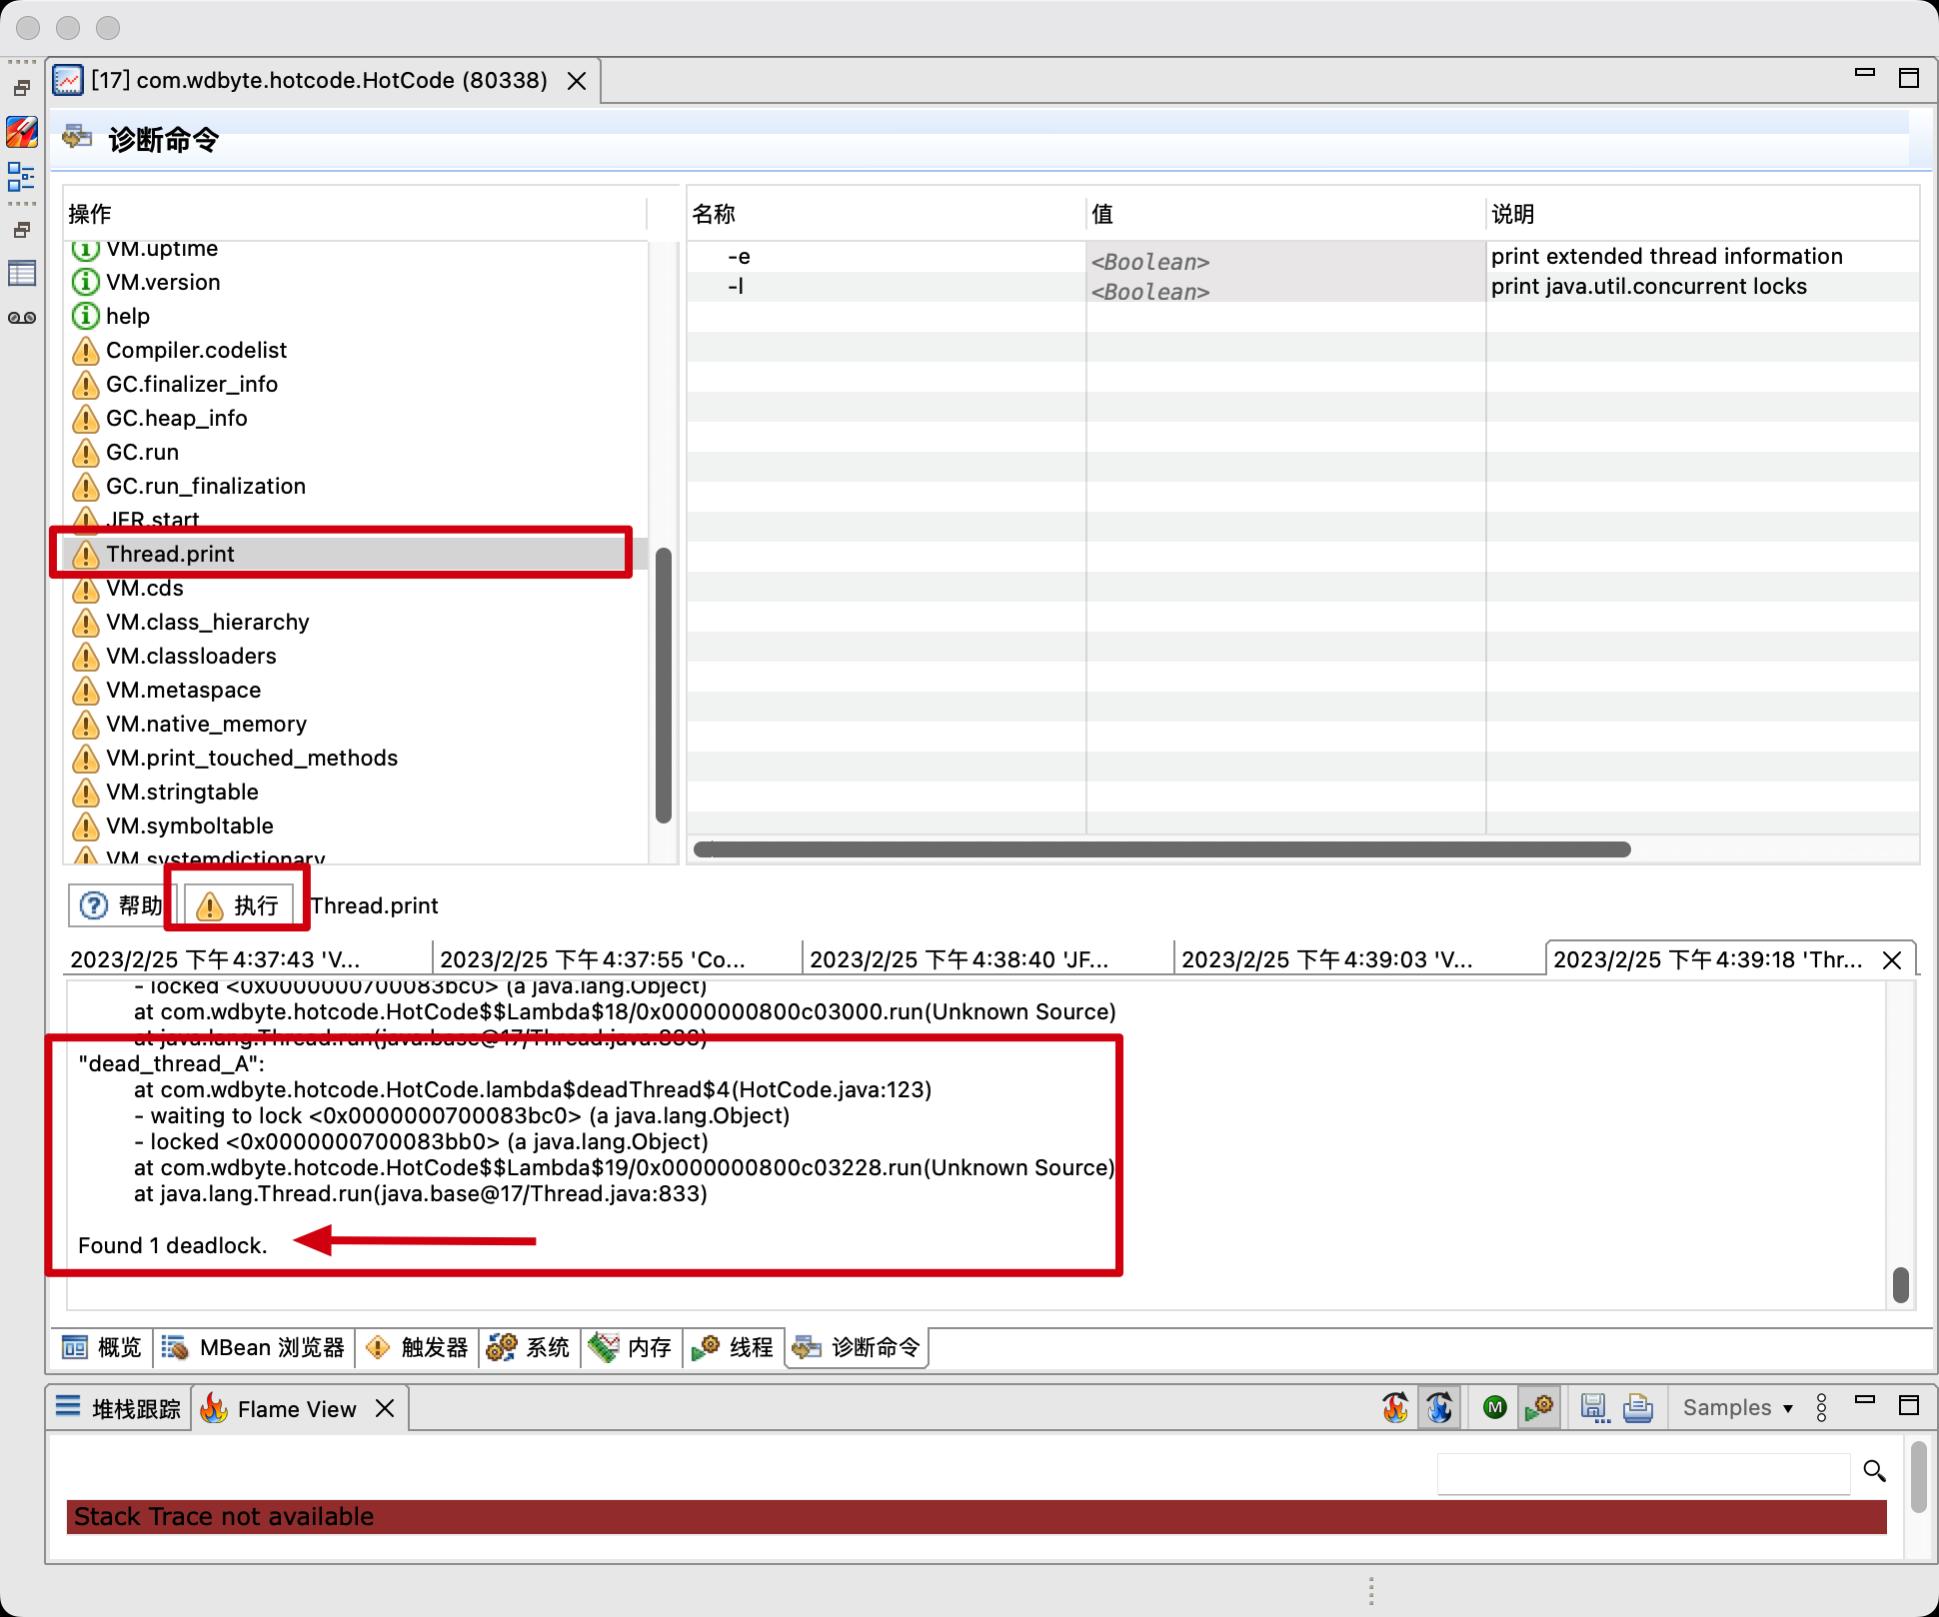 [17] com.wdbyte.hotcode.HotCode (80338)
诊断命令
操作
VM.uptime
VM.version
help
Compiler.codelist
GC.finalizer_info
GC.heap_info
GC.run
GC.run_finalization
JFR.start
Thread.print
VM.cds
VM.class_hierarchy
VM.classloaders
VM.metaspace
VM.native_memory
VM.print_touched_methods
VM.stringtable
VM.symboltable
VM.systemdictionary
名称 值 说明
-e <Boolean> print extended thread information
-l <Boolean> print java.util.concurrent locks
帮助 执行 Thread.print
2023/2/25 下午4:37:43 'V... 2023/2/25 下午4:37:55 'Co... 2023/2/25 下午4:38:40 'JF... 2023/2/25 下午4:39:03 'V... 2023/2/25 下午4:39:18 'Thr...
- locked <0x0000000700083bc0> (a java.lang.Object)
at com.wdbyte.hotcode.HotCode$$Lambda$18/0x0000000800c03000.run(Unknown Source)
at java.lang.Thread.run(java.base@17/Thread.java:833)
"dead_thread_A":
at com.wdbyte.hotcode.HotCode.lambda$deadThread$4(HotCode.java:123)
- waiting to lock <0x0000000700083bc0> (a java.lang.Object)
- locked <0x0000000700083bb0> (a java.lang.Object)
at com.wdbyte.hotcode.HotCode$$Lambda$19/0x0000000800c03228.run(Unknown Source)
at java.lang.Thread.run(java.base@17/Thread.java:833)
Found 1 deadlock.
概览 MBean 浏览器 触发器 系统 内存 线程 诊断命令
堆栈跟踪 Flame View M Samples
Stack Trace not available